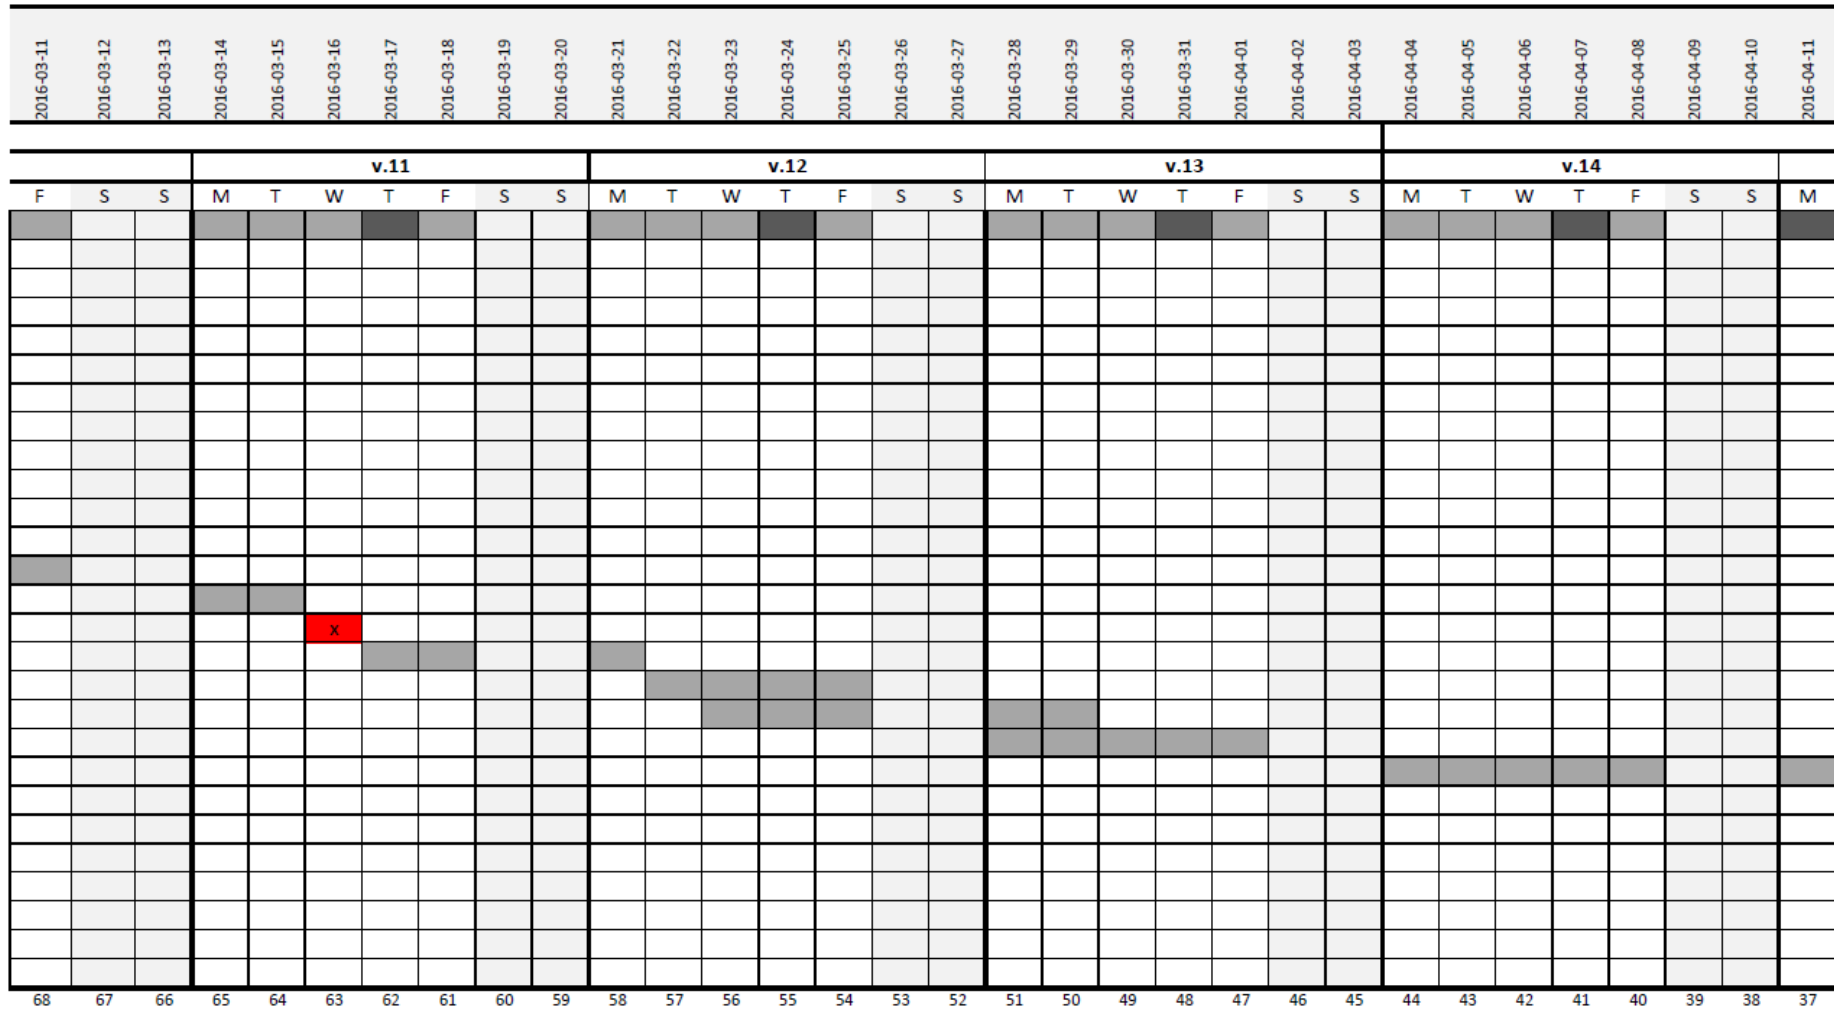 2016-03-11 2016-03-12 2016-03-13 2016-03-14 2016-03-15 2016-03-16 2016-03-17 2016-03-18 2016-03-19 2016-03-20 2016-03-21 2016-03-22 2016-03-23 2016-03-24 2016-03-25 2016-03-26 2016-03-27 2016-03-28 2016-03-29 2016-03-30 2016-03-31 2016-04-01 2016-04-02 2016-04-03 2016-04-04 2016-04-05 2016-04-06 2016-04-07 2016-04-08 2016-04-09 2016-04-10 2016-04-11
v.11 v.12 v.13 v.14
F S S M T W T F S S M T W T F S S M T W T F S S M T W T F S S M
x
68 67 66 65 64 63 62 61 60 59 58 57 56 55 54 53 52 51 50 49 48 47 46 45 44 43 42 41 40 39 38 37